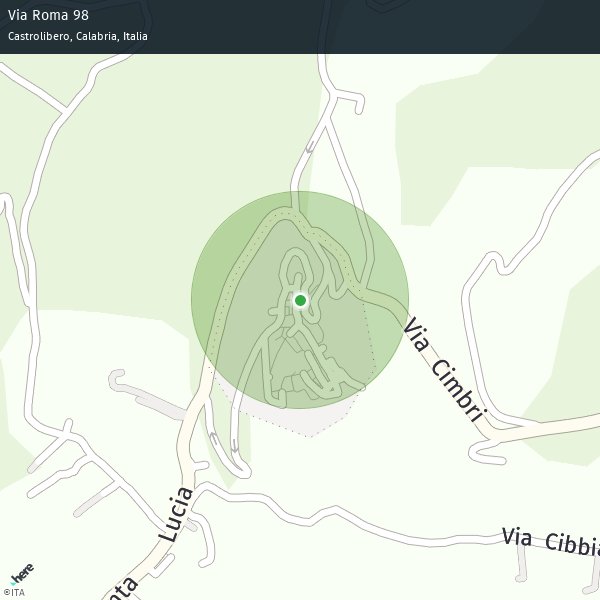 Via Roma 98
Castrolibero, Calabria, Italia
Via Cimbri
Lucia
Via Cibbia
here
©ITA